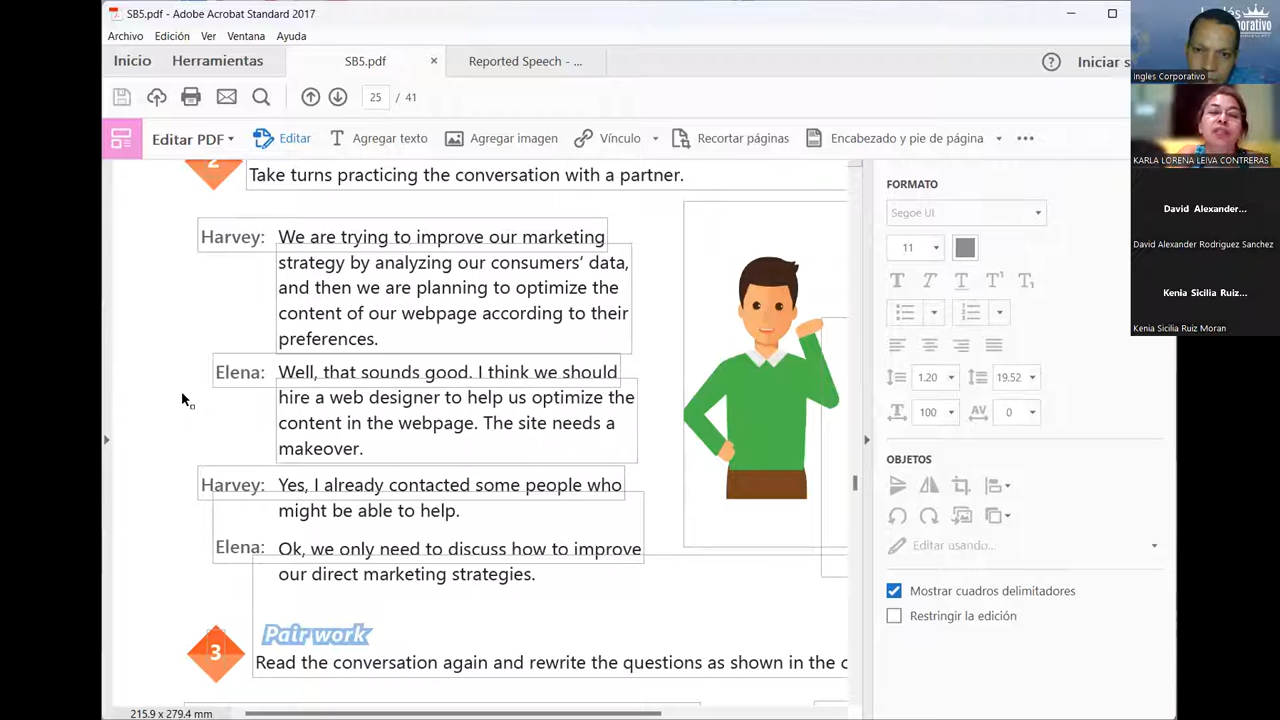 SB5.pdf - Adobe Acrobat Standard 2017
Archivo Edición Ver Ventana Ayuda
Inicio Herramientas SB5.pdf × Reported Speech - ... Iniciar s
25 / 41
Editar PDF Editar Agregar texto Agregar imagen Vínculo Recortar páginas Encabezado y pie de página
2
Take turns practicing the conversation with a partner.
Harvey: We are trying to improve our marketing
strategy by analyzing our consumers' data,
and then we are planning to optimize the
content of our webpage according to their
preferences.
Elena: Well, that sounds good. I think we should
hire a web designer to help us optimize the
content in the webpage. The site needs a
makeover.
Harvey: Yes, I already contacted some people who
might be able to help.
Elena: Ok, we only need to discuss how to improve
our direct marketing strategies.
Pair work
3
Read the conversation again and rewrite the questions as shown in the c
215.9 x 279.4 mm
FORMATO
Segoe UI
11
T T T T¹ T₁
1.20 19.52
100 AV 0
OBJETOS
Editar usando...
Mostrar cuadros delimitadores
Restringir la edición
Ingles Corporativo
KARLA LORENA LEIVA CONTRERAS
David Alexander...
David Alexander Rodriguez Sanchez
Kenia Sicilia Ruiz...
Kenia Sicilia Ruiz Moran